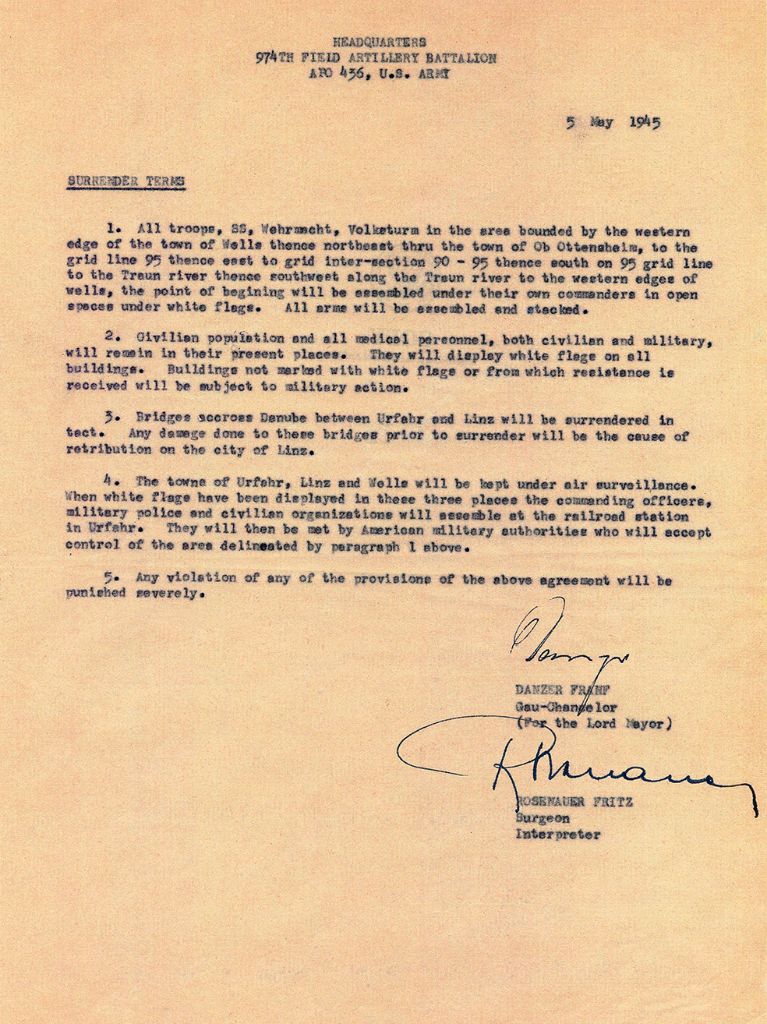 HEADQUARTERS
974TH FIELD ARTILLERY BATTALION
APO 436, U.S. ARMY
5 May 1945
SURRENDER TERMS
1. All troops, SS, Wehrmacht, Volksturm in the area bounded by the western
edge of the town of Wells thence northeast thru the town of Ob Ottensheim, to the
grid line 95 thence east to grid inter-section 90 - 95 thence south on 95 grid line
to the Traun river thence southwest along the Traun river to the western edges of
wells, the point of begining will be assembled under their own commanders in open
spaces under white flags. All arms will be assembled and stacked.
2. Civilian population and all medical personnel, both civilian and military,
will remain in their present places. They will display white flags on all
buildings. Buildings not marked with white flags or from which resistance is
received will be subject to military action.
3. Bridges accross Danube between Urfahr and Linz will be surrendered in
tact. Any damage done to these bridges prior to surrender will be the cause of
retribution on the city of Linz.
4. The towns of Urfahr, Linz and Wells will be kept under air surveillance.
When white flags have been displayed in these three places the commanding officers,
military police and civilian organizations will assemble at the railroad station
in Urfahr. They will then be met by American military authorities who will accept
control of the area delineated by paragraph 1 above.
5. Any violation of any of the provisions of the above agreement will be
punished severely.
DANZER FRANF
Gau-Chancelor
(For the Lord Mayor)
ROSENAUER FRITZ
Surgeon
Interpreter